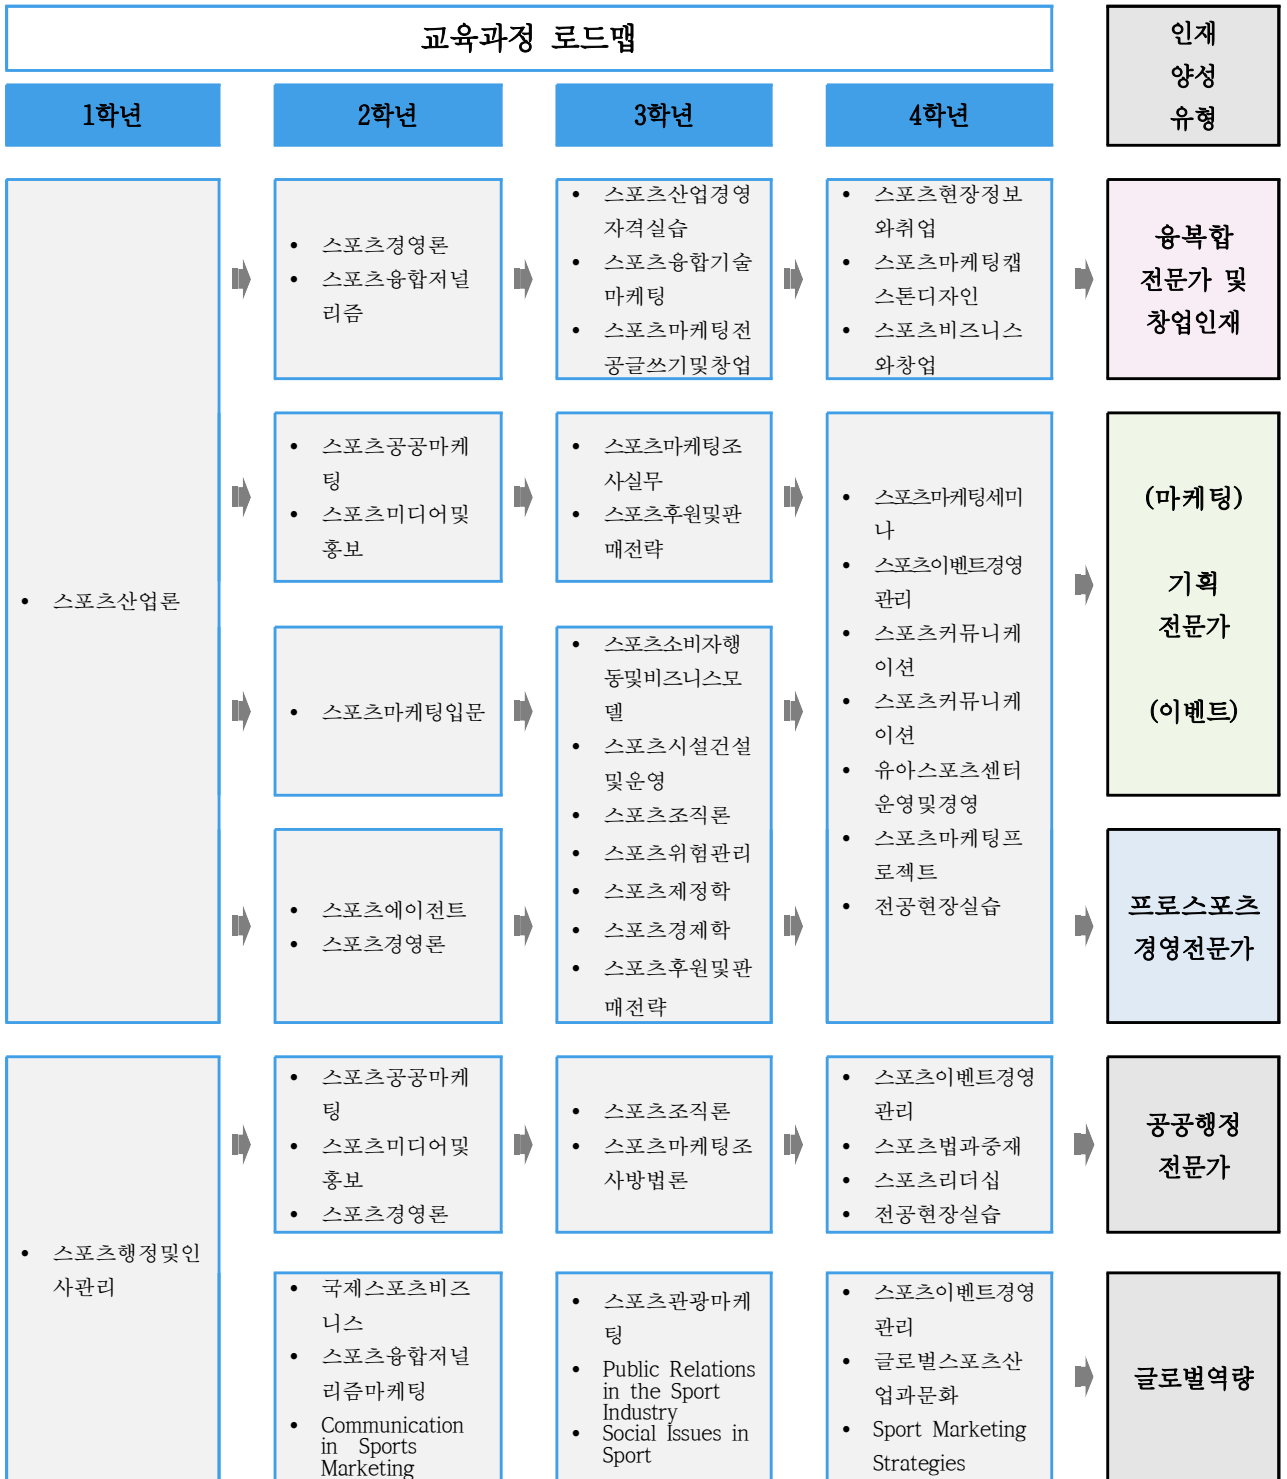 교육과정 로드맵
인재
양성
유형
1학년
2학년
3학년
4학년
• 스포츠산업론
• 스포츠경영론
• 스포츠융합저널
리즘
• 스포츠산업경영
자격실습
• 스포츠융합기술
마케팅
• 스포츠마케팅전
공글쓰기및창업
• 스포츠현장정보
와취업
• 스포츠마케팅캡
스톤디자인
• 스포츠비즈니스
와창업
융복합
전문가 및
창업인재
• 스포츠공공마케
팅
• 스포츠미디어및
홍보
• 스포츠마케팅조
사실무
• 스포츠후원및판
매전략
• 스포츠마케팅세미
나
• 스포츠이벤트경영
관리
• 스포츠커뮤니케
이션
• 스포츠커뮤니케
이션
• 유아스포츠센터
운영및경영
• 스포츠마케팅프
로젝트
• 전공현장실습
(마케팅)
기획
전문가
(이벤트)
• 스포츠마케팅입문
• 스포츠소비자행
동및비즈니스모
델
• 스포츠시설건설
및운영
• 스포츠조직론
• 스포츠위험관리
• 스포츠제정학
• 스포츠경제학
• 스포츠후원및판
매전략
• 스포츠에이전트
• 스포츠경영론
프로스포츠
경영전문가
• 스포츠행정및인
사관리
• 스포츠공공마케
팅
• 스포츠미디어및
홍보
• 스포츠경영론
• 스포츠조직론
• 스포츠마케팅조
사방법론
• 스포츠이벤트경영
관리
• 스포츠법과중재
• 스포츠리더십
• 전공현장실습
공공행정
전문가
• 국제스포츠비즈
니스
• 스포츠융합저널
리즘마케팅
• Communication
in Sports
Marketing
• 스포츠관광마케
팅
• Public Relations
in the Sport
Industry
• Social Issues in
Sport
• 스포츠이벤트경영
관리
• 글로벌스포츠산
업과문화
• Sport Marketing
Strategies
글로벌역량